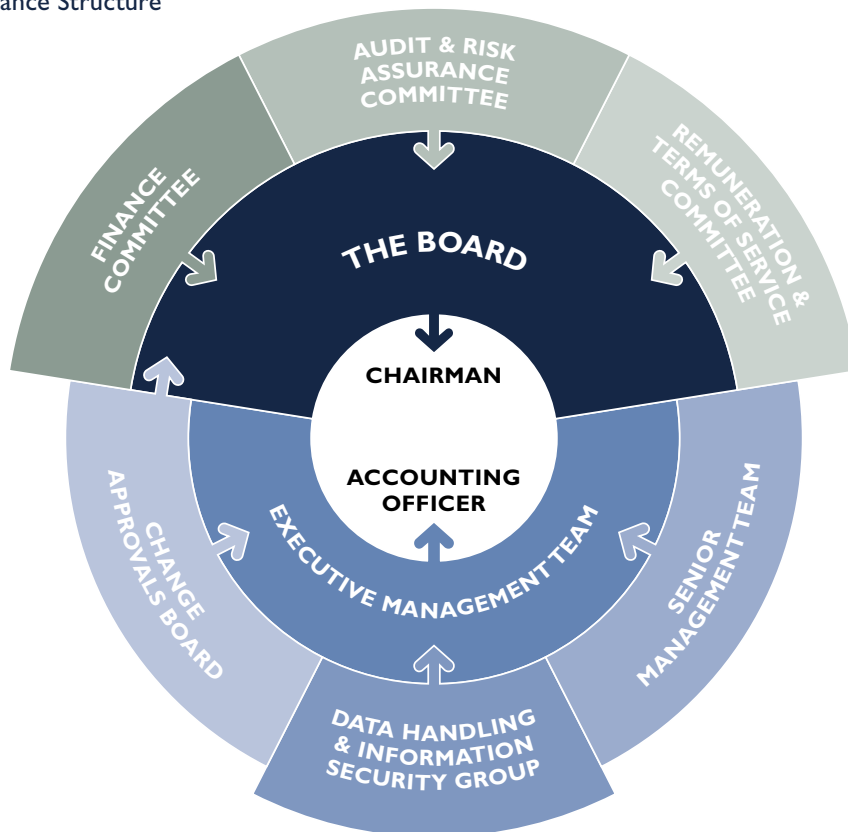 ance Structure
AUDIT & RISK
ASSURANCE
COMMITTEE
FINANCE
COMMITTEE
REMUNERATION &
TERMS OF SERVICE
COMMITTEE
THE BOARD
CHAIRMAN
ACCOUNTING
OFFICER
EXECUTIVE MANAGEMENT TEAM
CHANGE
APPROVALS BOARD
SENIOR
MANAGEMENT TEAM
DATA HANDLING
& INFORMATION
SECURITY GROUP